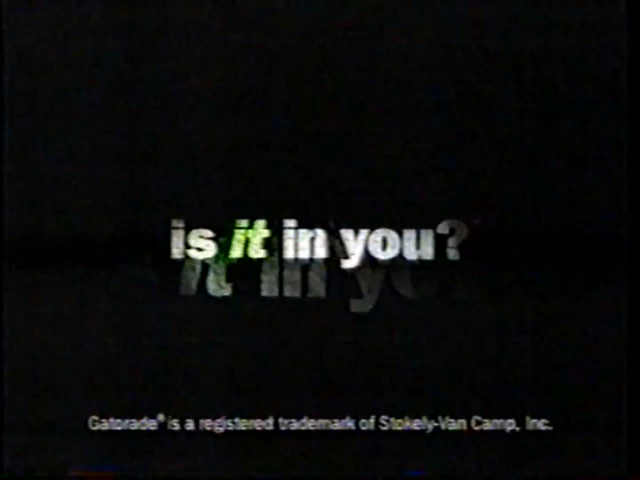 is it in you?
Gatorade® is a registered trademark of Stokely-Van Camp, Inc.